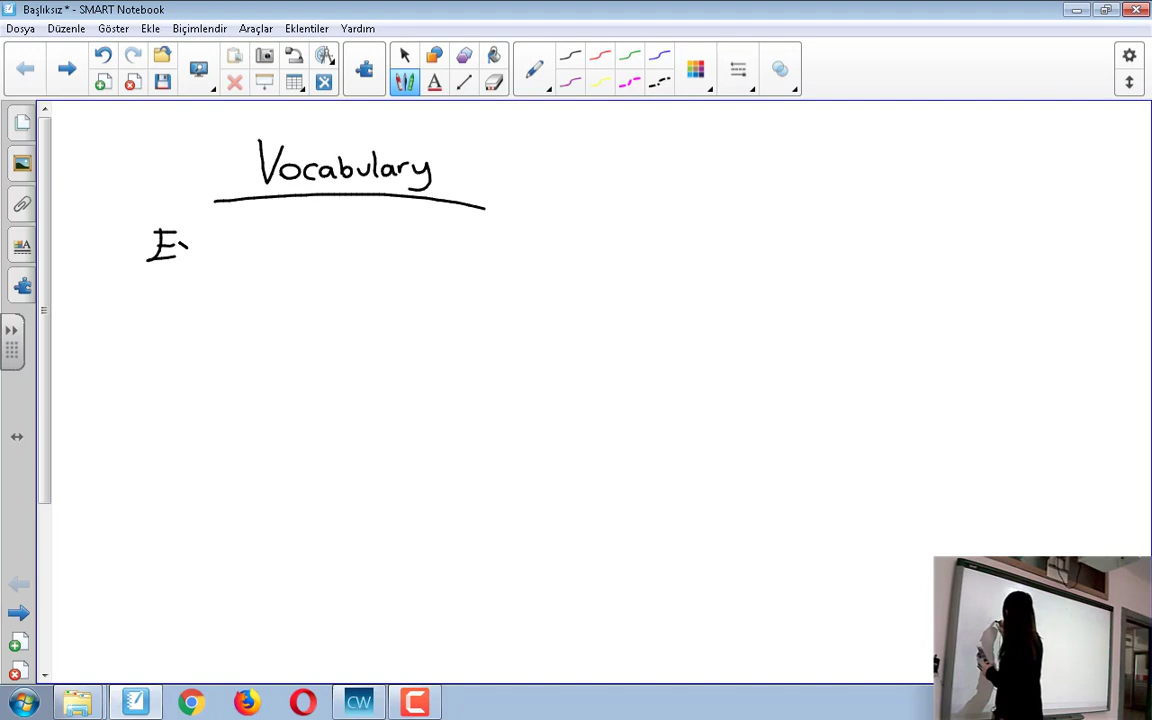 Başlıksız * - SMART Notebook
Dosya Düzenle Göster Ekle Biçimlendir Araçlar Eklentiler Yardım
Vocabulary